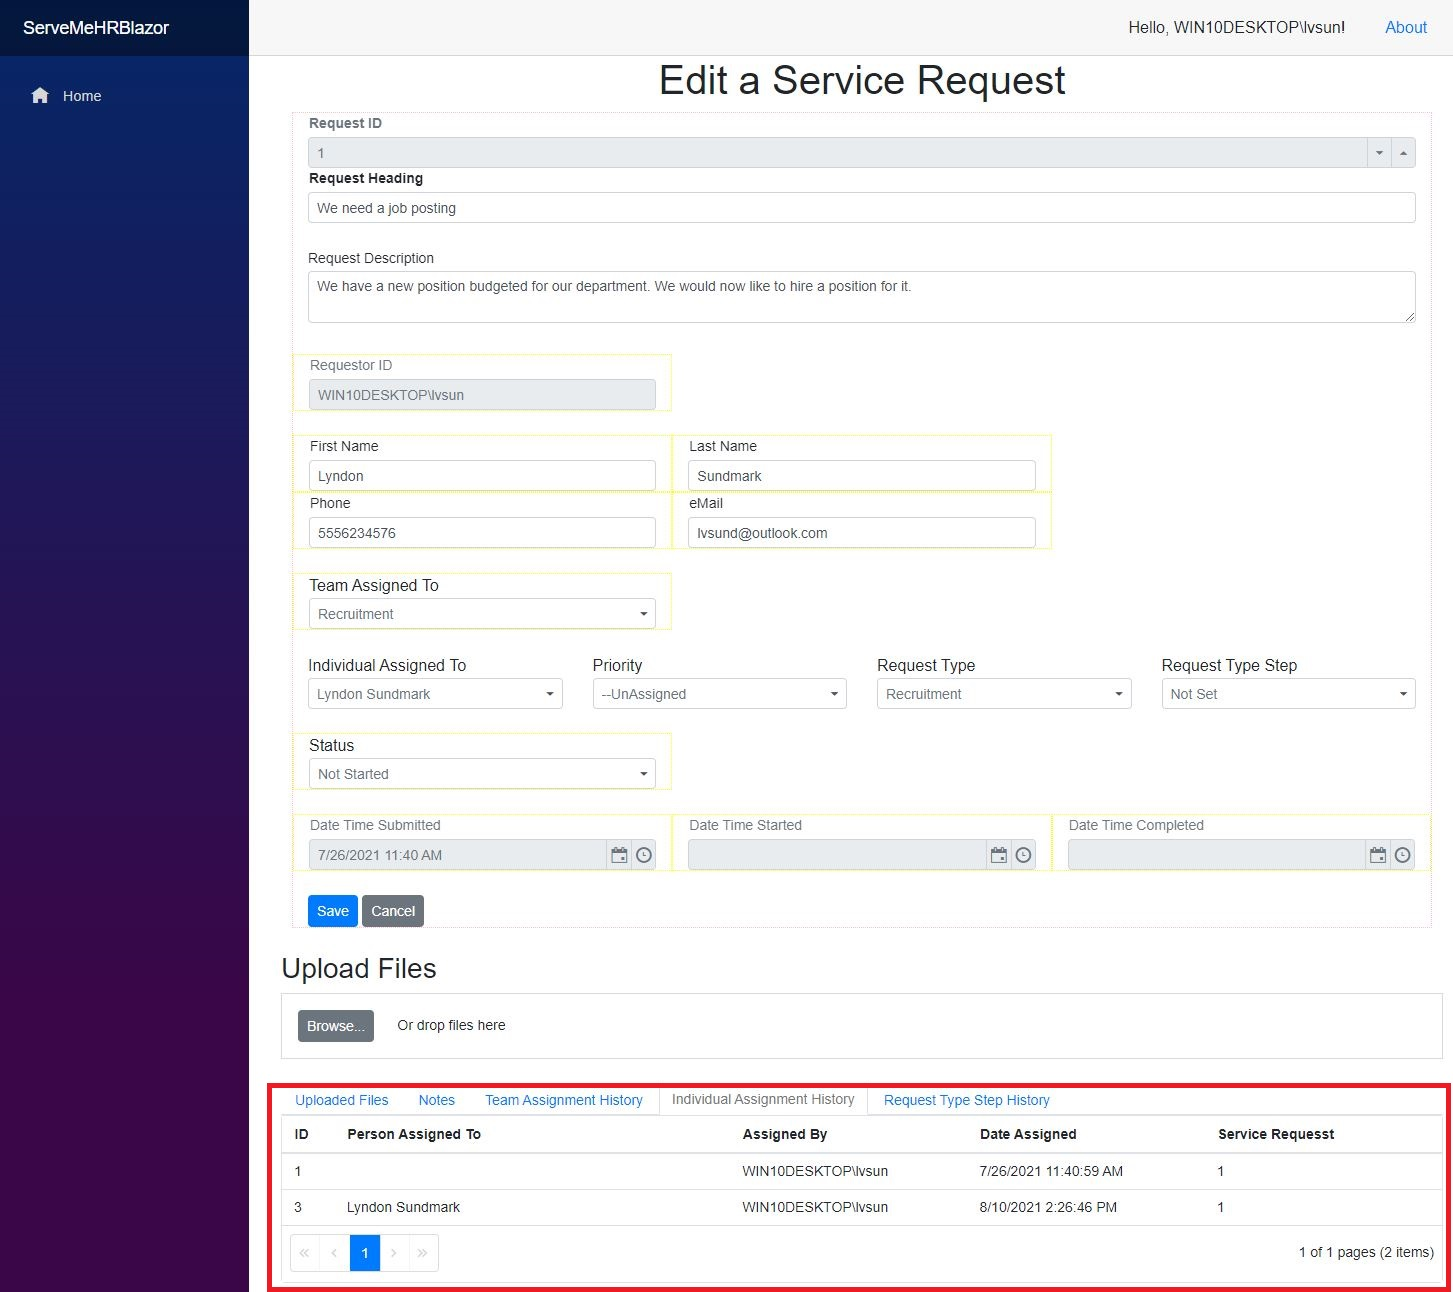 ServeMeHRBlazor
Hello, WIN10DESKTOP\lvsun!
About
Home
Edit a Service Request
Request ID
1
Request Heading
We need a job posting
Request Description
We have a new position budgeted for our department. We would now like to hire a position for it.
Requestor ID
WIN10DESKTOP\lvsun
First Name Last Name
Lyndon Sundmark
Phone eMail
5556234576 lvsund@outlook.com
Team Assigned To
Recruitment
Individual Assigned To Priority Request Type Request Type Step
Lyndon Sundmark --UnAssigned Recruitment Not Set
Status
Not Started
Date Time Submitted Date Time Started Date Time Completed
7/26/2021 11:40 AM
Save Cancel
Upload Files
Browse... Or drop files here
Uploaded Files Notes Team Assignment History Individual Assignment History Request Type Step History
ID Person Assigned To Assigned By Date Assigned Service Requesst
1 WIN10DESKTOP\lvsun 7/26/2021 11:40:59 AM 1
3 Lyndon Sundmark WIN10DESKTOP\lvsun 8/10/2021 2:26:46 PM 1
« ‹ 1 › » 1 of 1 pages (2 items)